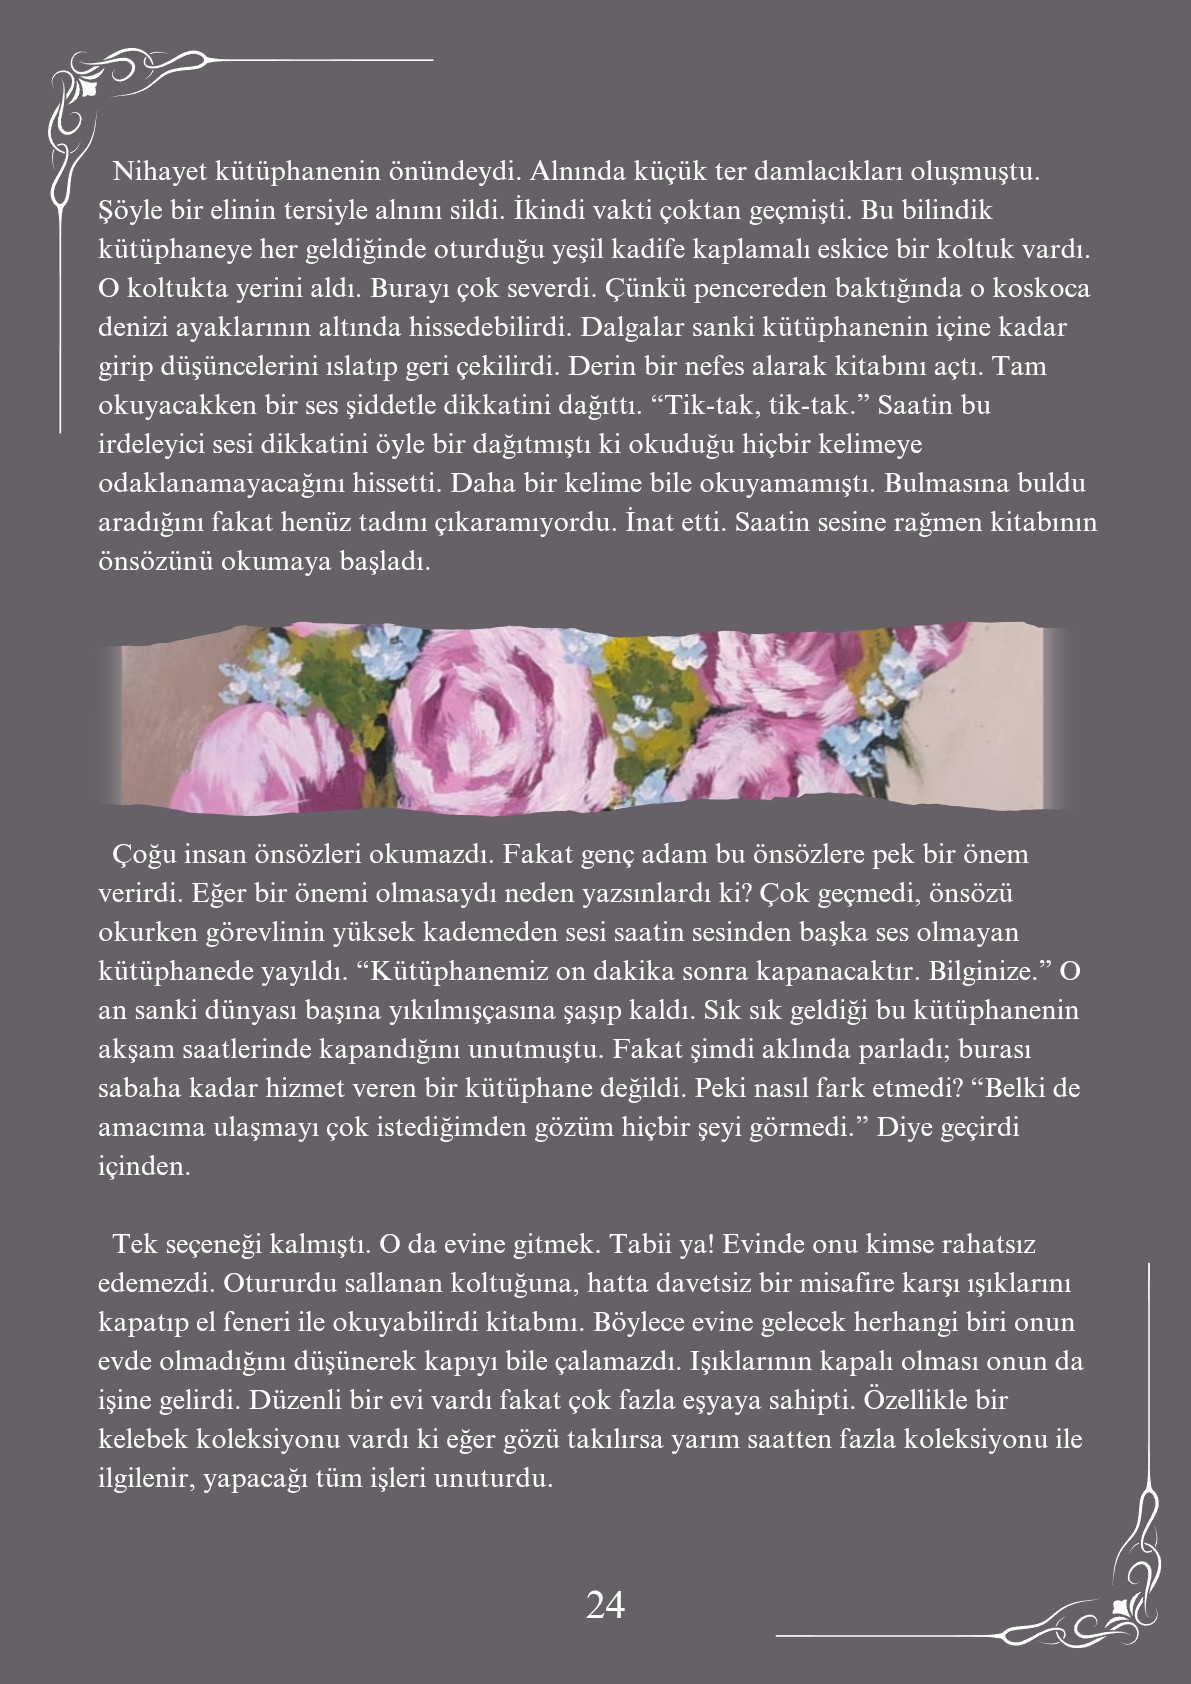 Nihayet kütüphanenin önündeydi. Alnında küçük ter damlacıkları oluşmuştu.
Şöyle bir elinin tersiyle alnını sildi. İkindi vakti çoktan geçmişti. Bu bilindik
kütüphaneye her geldiğinde oturduğu yeşil kadife kaplamalı eskice bir koltuk vardı.
O koltukta yerini aldı. Burayı çok severdi. Çünkü pencereden baktığında o koskoca
denizi ayaklarının altında hissedebilirdi. Dalgalar sanki kütüphanenin içine kadar
girip düşüncelerini ıslatıp geri çekilirdi. Derin bir nefes alarak kitabını açtı. Tam
okuyacakken bir ses şiddetle dikkatini dağıttı. “Tik-tak, tik-tak.” Saatin bu
irdeleyici sesi dikkatini öyle bir dağıtmıştı ki okuduğu hiçbir kelimeye
odaklanamayacağını hissetti. Daha bir kelime bile okuyamamıştı. Bulmasına buldu
aradığını fakat henüz tadını çıkaramıyordu. İnat etti. Saatin sesine rağmen kitabının
önsözünü okumaya başladı.
Çoğu insan önsözleri okumazdı. Fakat genç adam bu önsözlere pek bir önem
verirdi. Eğer bir önemi olmasaydı neden yazsınlardı ki? Çok geçmedi, önsözü
okurken görevlinin yüksek kademeden sesi saatin sesinden başka ses olmayan
kütüphanede yayıldı. “Kütüphanemiz on dakika sonra kapanacaktır. Bilginize.” O
an sanki dünyası başına yıkılmışçasına şaşıp kaldı. Sık sık geldiği bu kütüphanenin
akşam saatlerinde kapandığını unutmuştu. Fakat şimdi aklında parladı; burası
sabaha kadar hizmet veren bir kütüphane değildi. Peki nasıl fark etmedi? “Belki de
amacıma ulaşmayı çok istediğimden gözüm hiçbir şeyi görmedi.” Diye geçirdi
içinden.
Tek seçeneği kalmıştı. O da evine gitmek. Tabii ya! Evinde onu kimse rahatsız
edemezdi. Otururdu sallanan koltuğuna, hatta davetsiz bir misafire karşı ışıklarını
kapatıp el feneri ile okuyabilirdi kitabını. Böylece evine gelecek herhangi biri onun
evde olmadığını düşünerek kapıyı bile çalamazdı. Işıklarının kapalı olması onun da
işine gelirdi. Düzenli bir evi vardı fakat çok fazla eşyaya sahipti. Özellikle bir
kelebek koleksiyonu vardı ki eğer gözü takılırsa yarım saatten fazla koleksiyonu ile
ilgilenir, yapacağı tüm işleri unuturdu.
24